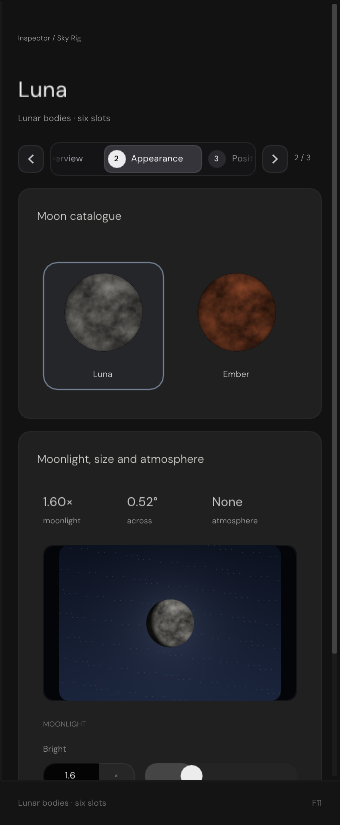 Inspector / Sky Rig
Luna
Lunar bodies · six slots
erview 2 Appearance 3 Posit 2 / 3
Moon catalogue
Luna Ember
Moonlight, size and atmosphere
1.60× 0.52° None
moonlight across atmosphere
MOONLIGHT
Bright
1.6 ×
Lunar bodies · six slots F11